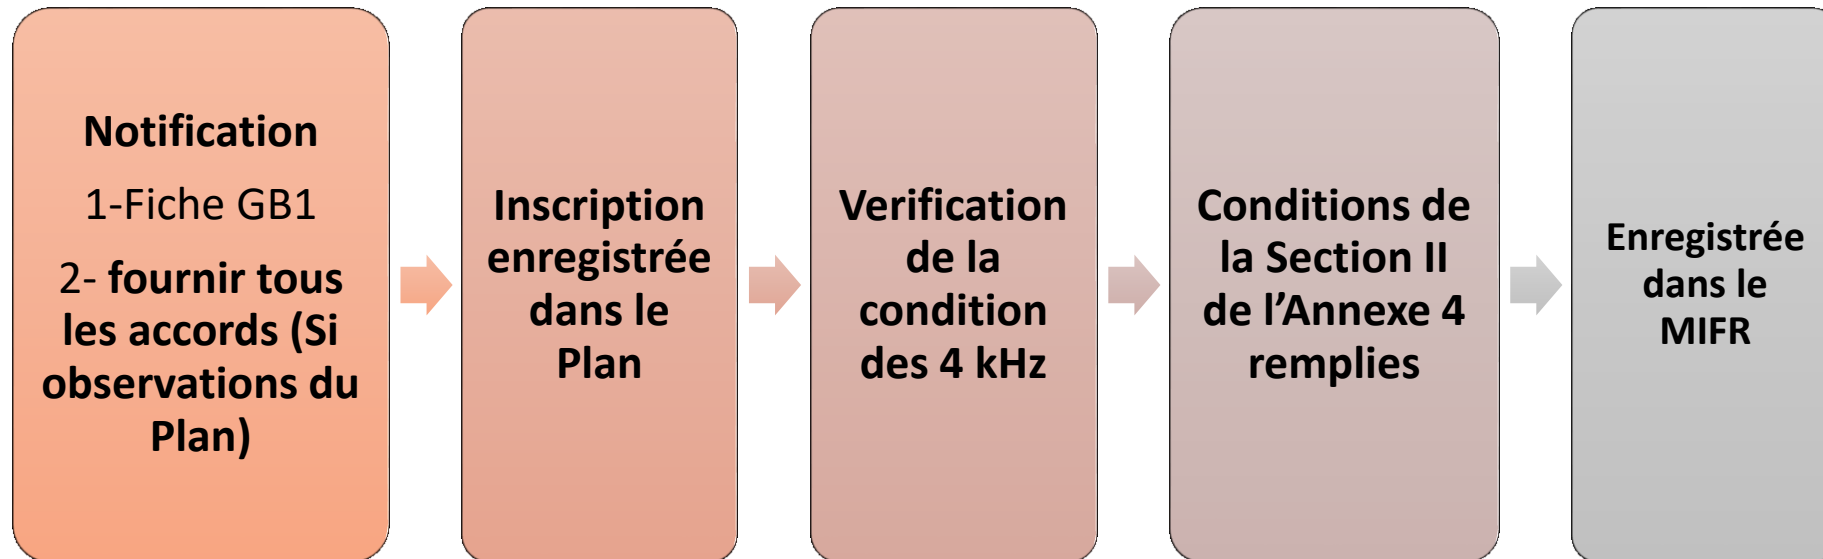 Notification
1-Fiche GB1
2- fournir tous
les accords (Si
observations du
Plan)
Inscription
enregistrée
dans le
Plan
Verification
de la
condition
des 4 kHz
Conditions de
la Section II
de l’Annexe 4
remplies
Enregistrée
dans le
MIFR